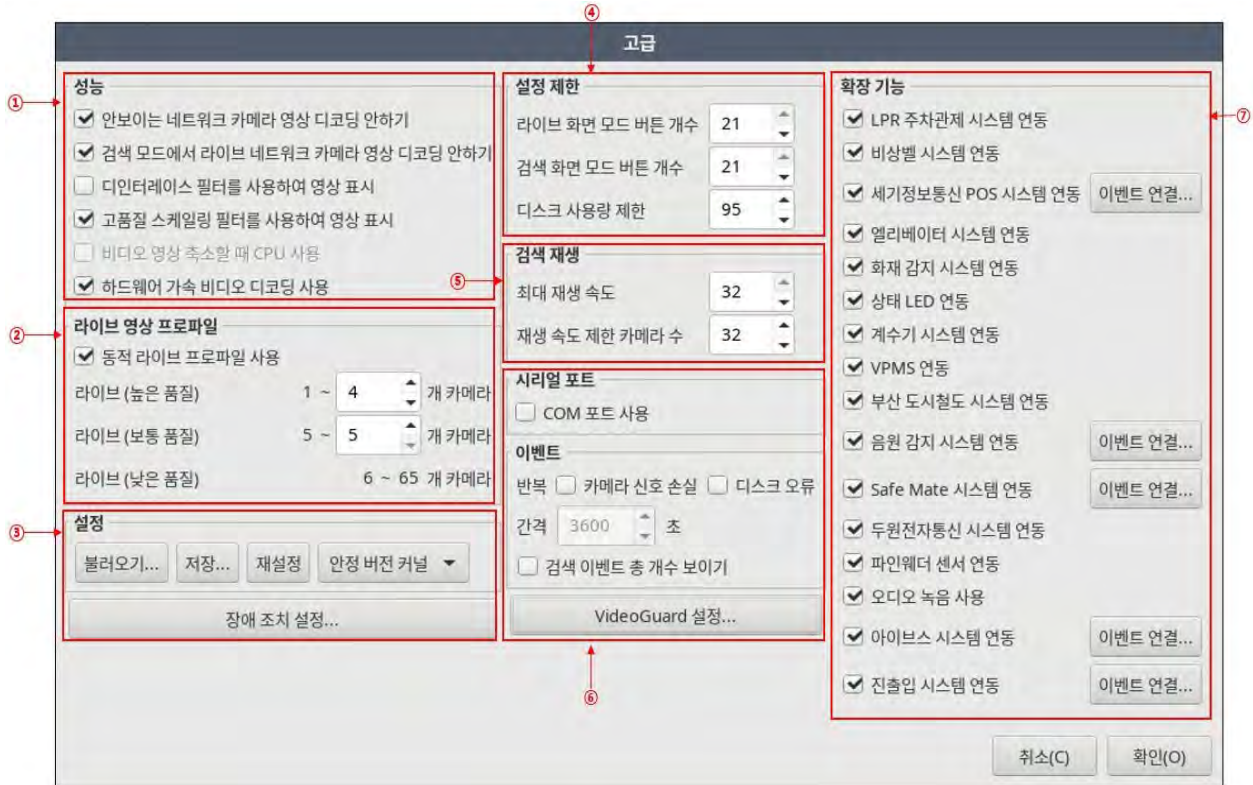 ④
고급
①
성능
안보이는 네트워크 카메라 영상 디코딩 안하기
검색 모드에서 라이브 네트워크 카메라 영상 디코딩 안하기
디인터레이스 필터를 사용하여 영상 표시
고품질 스케일링 필터를 사용하여 영상 표시
비디오 영상 축소할 때 CPU 사용
하드웨어 가속 비디오 디코딩 사용
②
라이브 영상 프로파일
동적 라이브 프로파일 사용
라이브 (높은 품질) 1 ~ 4 개 카메라
라이브 (보통 품질) 5 ~ 5 개 카메라
라이브 (낮은 품질) 6 ~ 65 개 카메라
③
설정
불러오기... 저장... 재설정 안정 버전 커널
장애 조치 설정...
설정 제한
라이브 화면 모드 버튼 개수 21
검색 화면 모드 버튼 개수 21
디스크 사용량 제한 95
⑤
검색 재생
최대 재생 속도 32
재생 속도 제한 카메라 수 32
시리얼 포트
COM 포트 사용
이벤트
반복 카메라 신호 손실 디스크 오류
간격 3600 초
검색 이벤트 총 개수 보이기
VideoGuard 설정...
⑥
확장 기능
⑦
LPR 주차관제 시스템 연동
비상벨 시스템 연동
세기정보통신 POS 시스템 연동 이벤트 연결...
엘리베이터 시스템 연동
화재 감지 시스템 연동
상태 LED 연동
계수기 시스템 연동
VPMS 연동
부산 도시철도 시스템 연동
음원 감지 시스템 연동 이벤트 연결...
Safe Mate 시스템 연동 이벤트 연결...
두원전자통신 시스템 연동
파인웨더 센서 연동
오디오 녹음 사용
아이브스 시스템 연동 이벤트 연결...
진출입 시스템 연동 이벤트 연결...
취소(C) 확인(O)